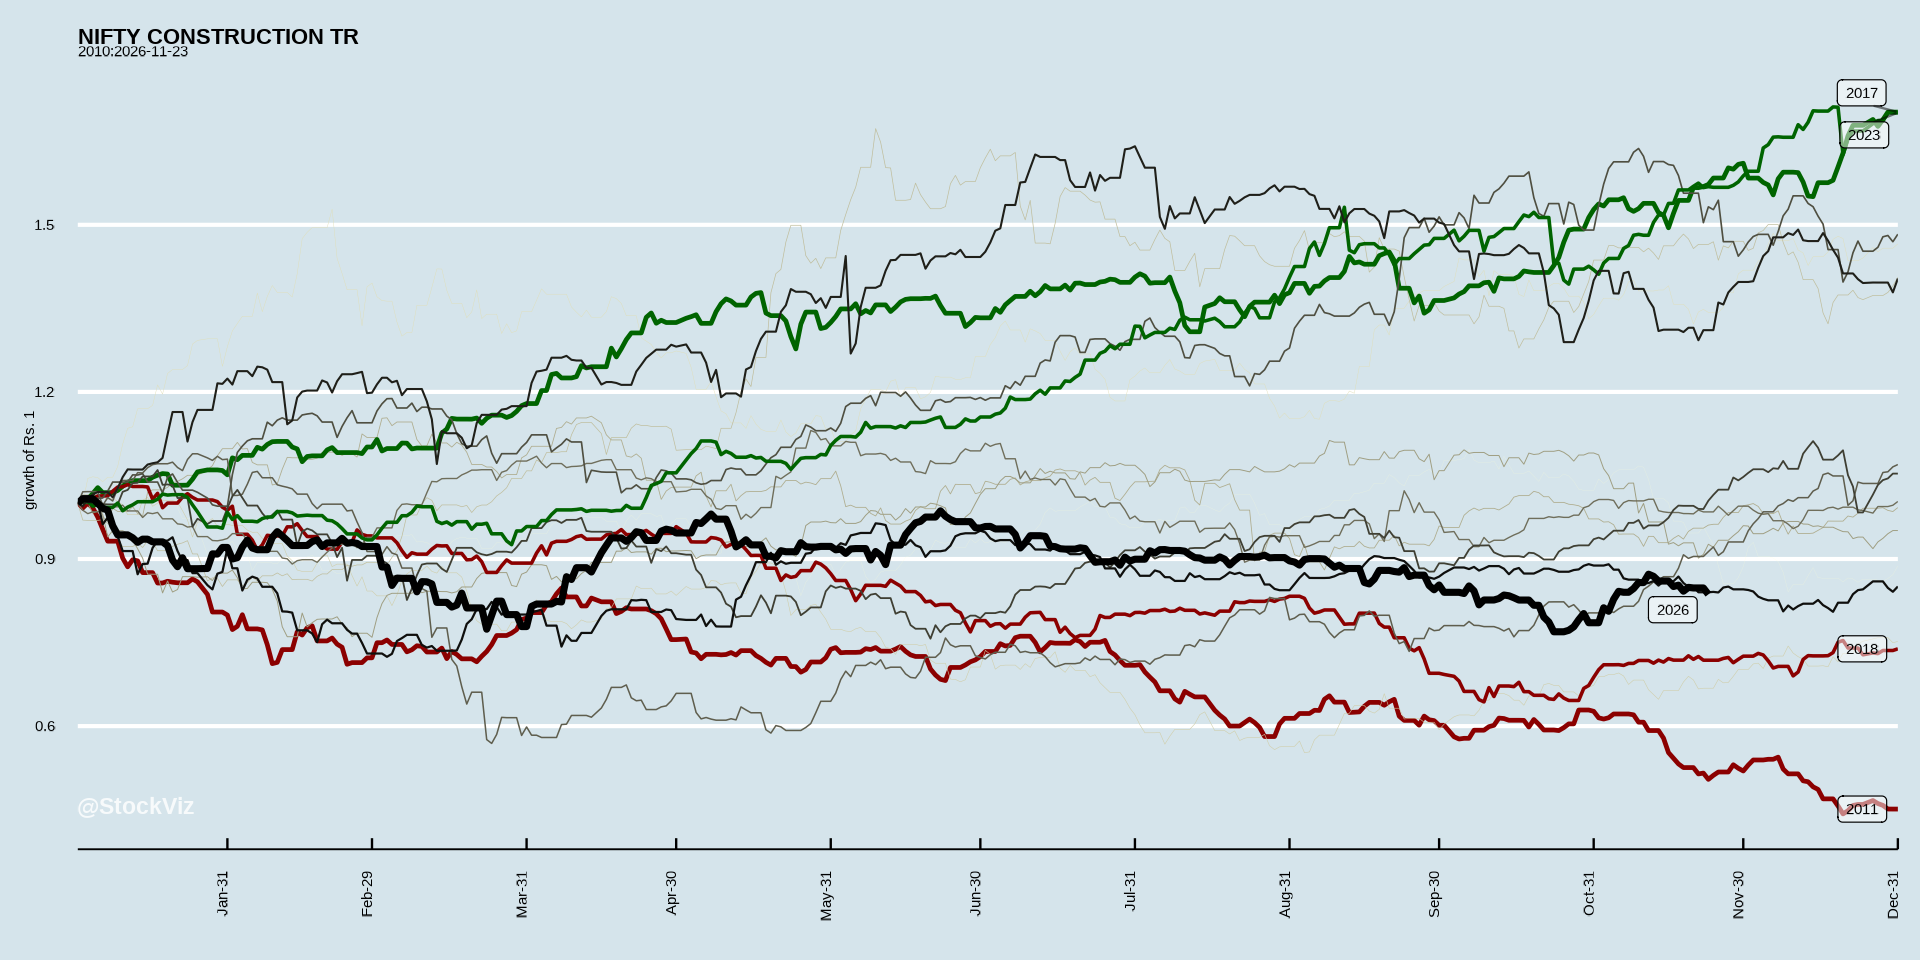 NIFTY CONSTRUCTION TR
2010:2026-11-23
2017
2023
1.5
1.2
0.9
0.6
growth of Rs. 1
2026
2018
2011
@StockViz
Jan-31
Feb-29
Mar-31
Apr-30
May-31
Jun-30
Jul-31
Aug-31
Sep-30
Oct-31
Nov-30
Dec-31